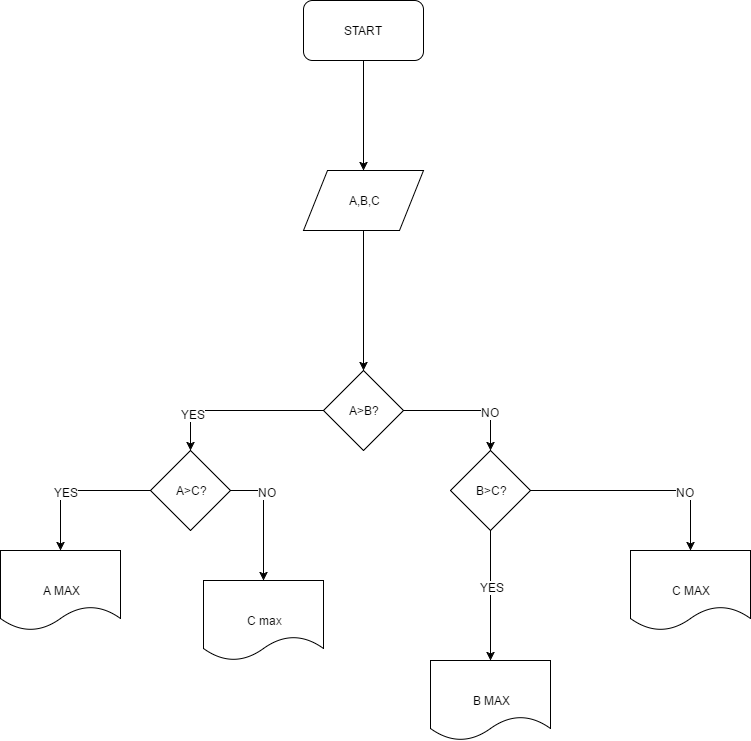 START
A,B,C
A>B?
YES
NO
A>C?
B>C?
YES
NO
NO
YES
A MAX
C max
C MAX
B MAX